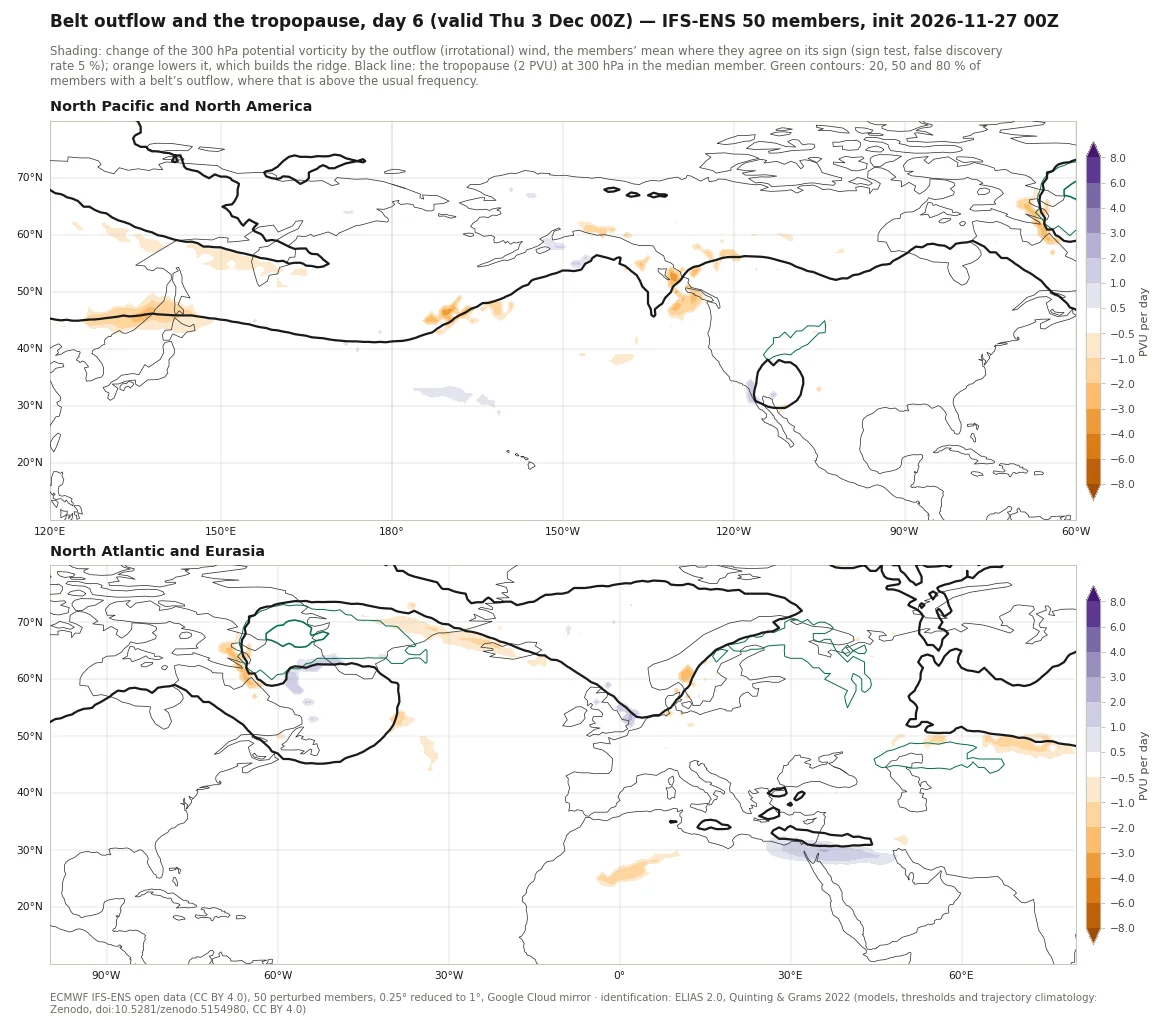 Belt outflow and the tropopause, day 6 (valid Thu 3 Dec 00Z) — IFS-ENS 50 members, init 2026-11-27 00Z
Shading: change of the 300 hPa potential vorticity by the outflow (irrotational) wind, the members’ mean where they agree on its sign (sign test, false discovery
rate 5 %); orange lowers it, which builds the ridge. Black line: the tropopause (2 PVU) at 300 hPa in the median member. Green contours: 20, 50 and 80 % of
members with a belt’s outflow, where that is above the usual frequency.
North Pacific and North America
70°N
60°N
50°N
40°N
30°N
20°N
120°E 150°E 180° 150°W 120°W 90°W 60°W
8.0
6.0
4.0
3.0
2.0
1.0
0.5
−0.5
−1.0
−2.0
−3.0
−4.0
−6.0
−8.0
PVU per day
North Atlantic and Eurasia
70°N
60°N
50°N
40°N
30°N
20°N
90°W 60°W 30°W 0° 30°E 60°E
8.0
6.0
4.0
3.0
2.0
1.0
0.5
−0.5
−1.0
−2.0
−3.0
−4.0
−6.0
−8.0
PVU per day
ECMWF IFS-ENS open data (CC BY 4.0), 50 perturbed members, 0.25° reduced to 1°, Google Cloud mirror · identification: ELIAS 2.0, Quinting & Grams 2022 (models, thresholds and trajectory climatology:
Zenodo, doi:10.5281/zenodo.5154980, CC BY 4.0)